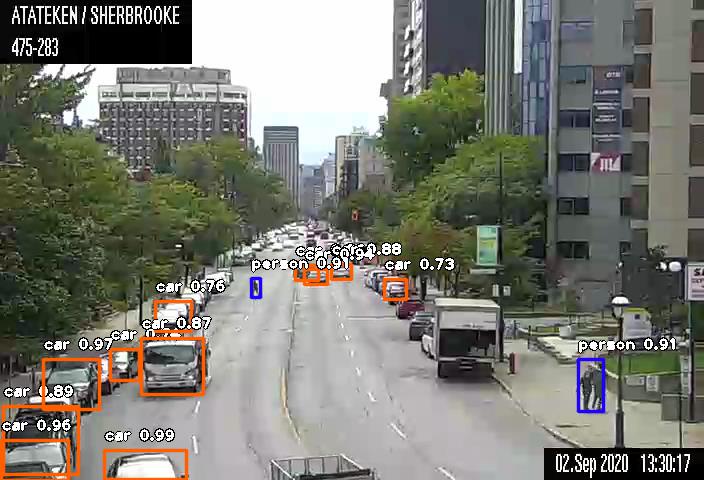 ATATEKEN / SHERBROOKE
475-283
car 0.88
person 0.91
car 0.73
car 0.76
car 0.87
car 0.97
0.89
car 0.96
car 0.99
person 0.91
02.Sep 2020 13:30:17